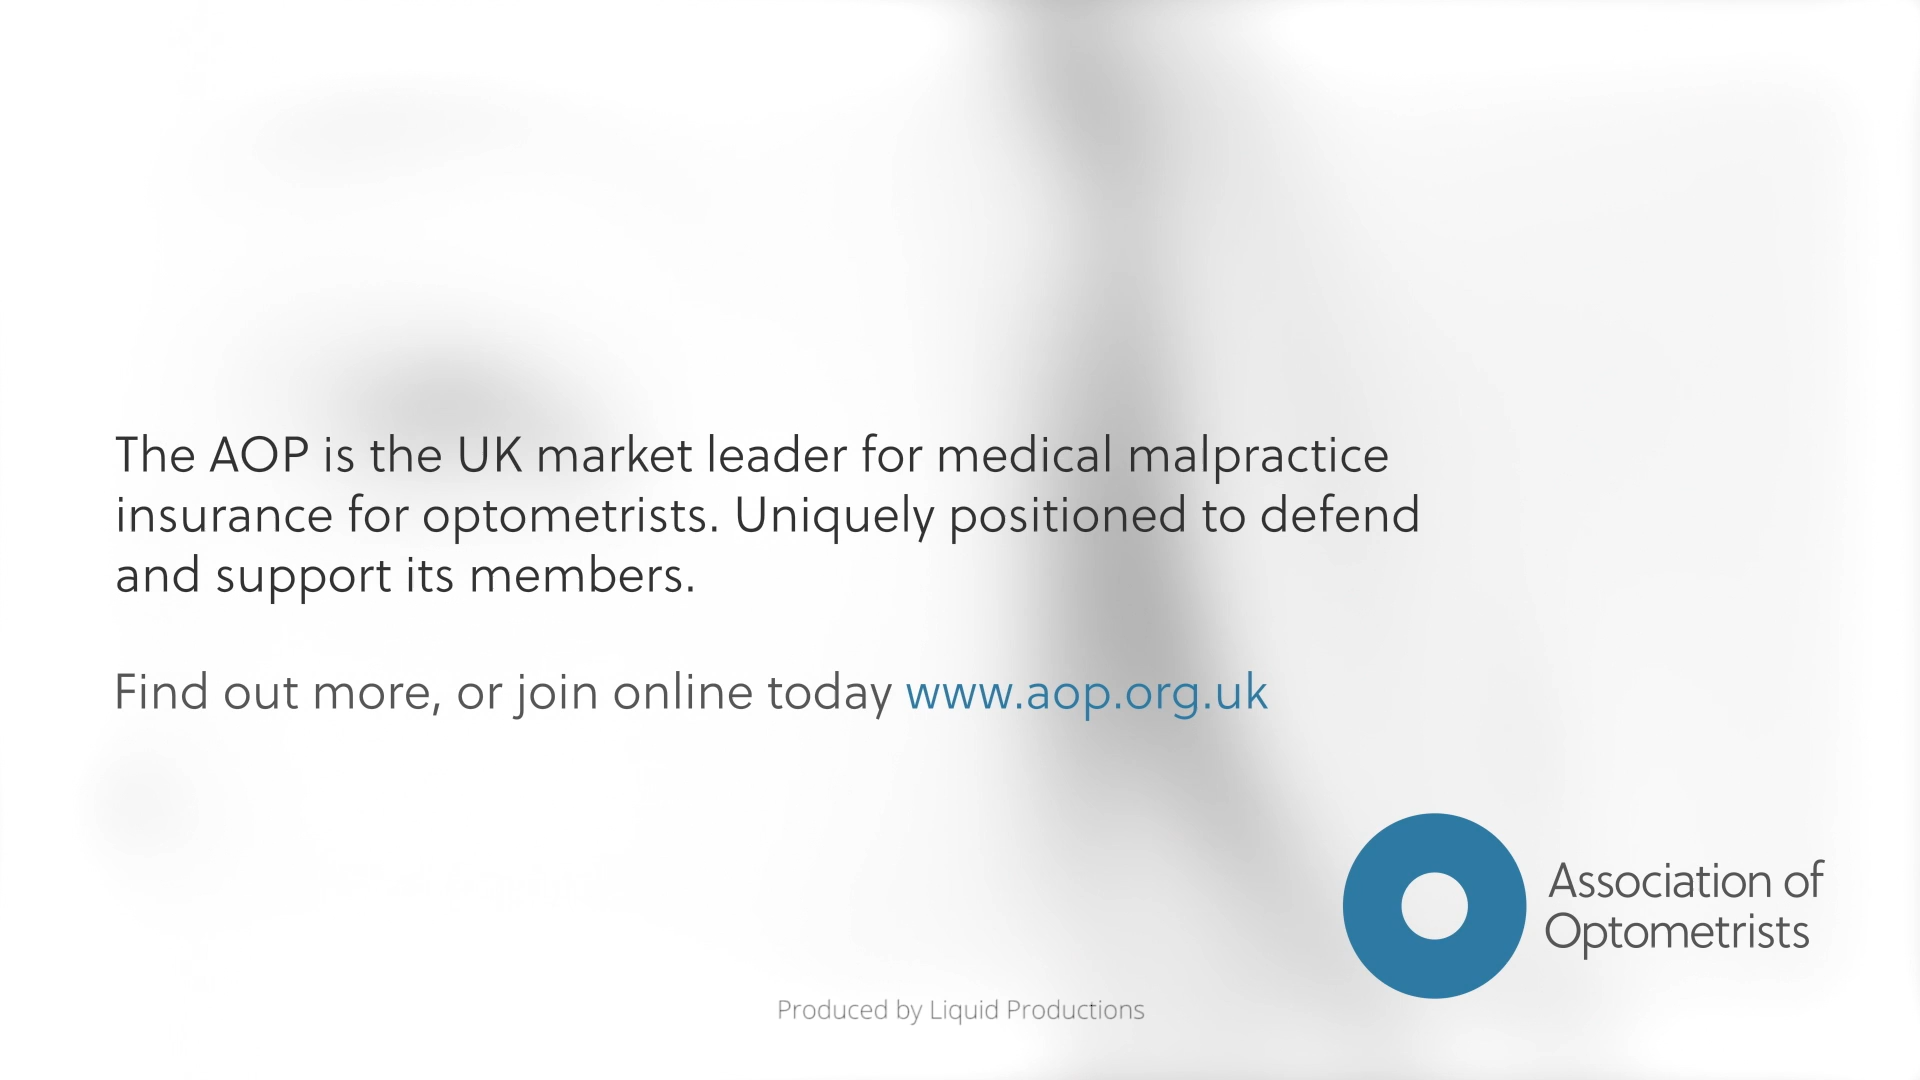 The AOP is the UK market leader for medical malpractice
insurance for optometrists. Uniquely positioned to defend
and support its members.
Find out more, or join online today www.aop.org.uk
Association of
Optometrists
Produced by Liquid Productions